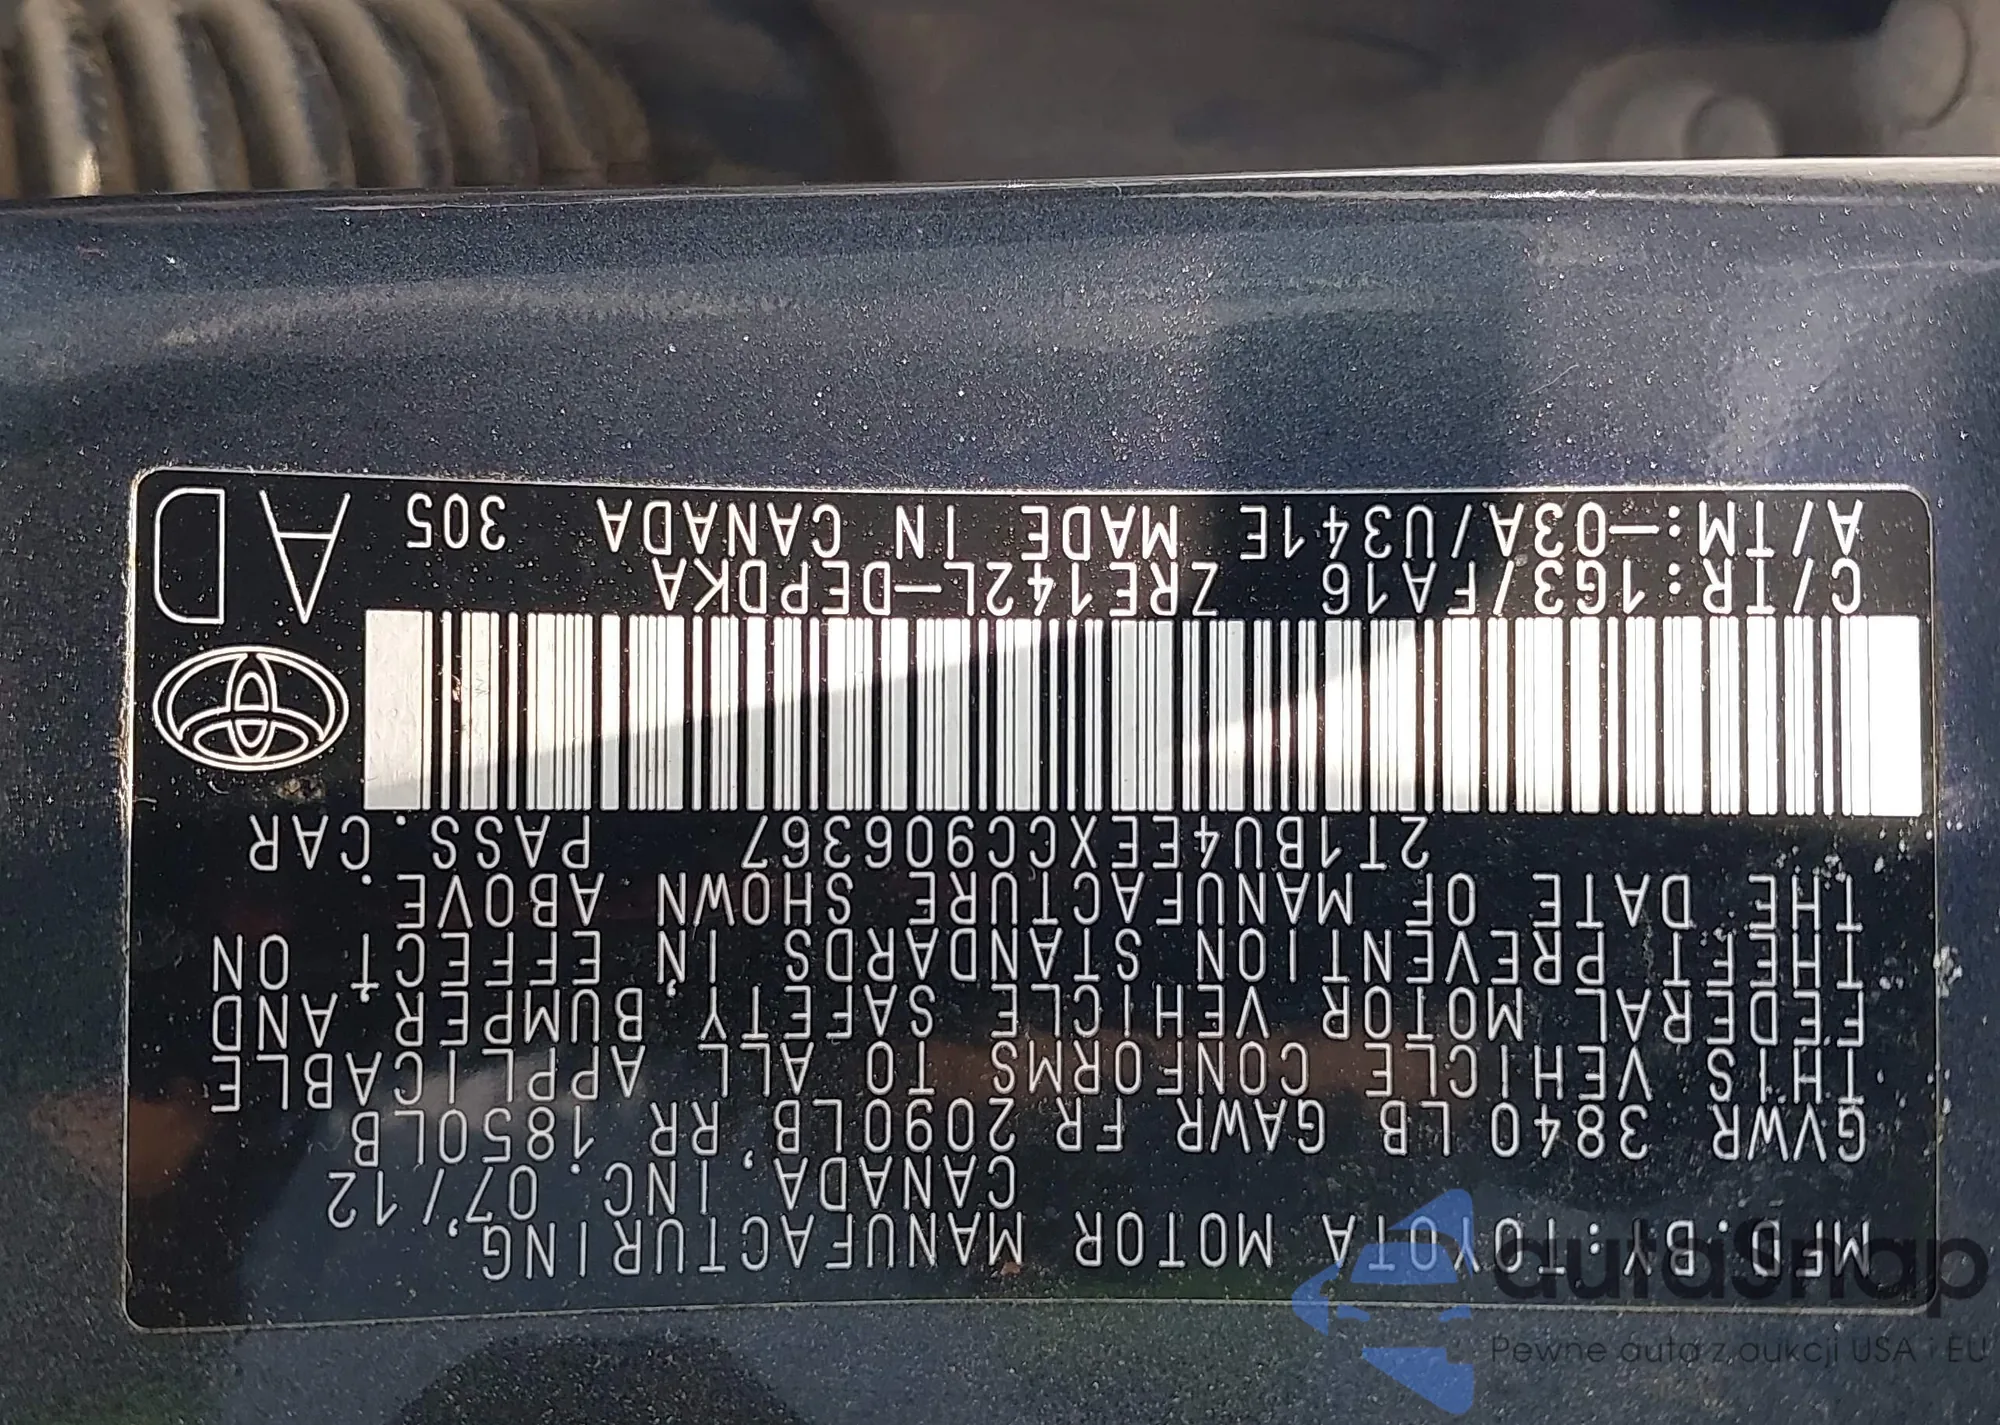 MFD. BY: TOYOTA MOTOR MANUFACTURING,
CANADA, INC. 07/12
GVWR 3840 LB GAWR FR 2090LB, RR 1850LB
THIS VEHICLE CONFORMS TO ALL APPLICABLE
FEDERAL MOTOR VEHICLE SAFETY, BUMPER, AND
THEFT PREVENTION STANDARDS IN EFFECT ON
THE DATE OF MANUFACTURE SHOWN ABOVE.
2T1BU4EEXCC906367 PASS. CAR
C/TR:1G3/FA16 ZRE142L-DEPDKA
A/TM:-03A/U341E MADE IN CANADA 305
AD
autaSnap
Pewne auta z aukcji USA i EU